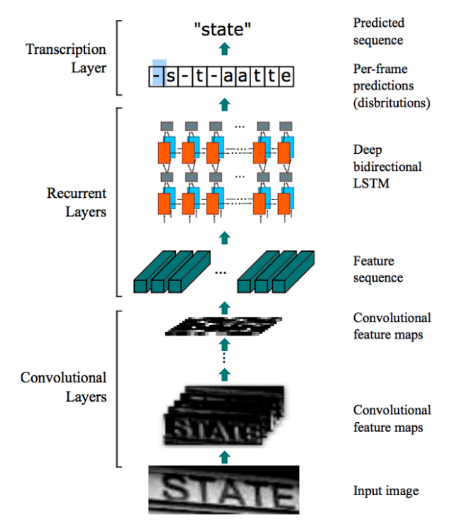 "state"
Predicted
sequence
Transcription
Layer
- s - t - a a t t e
Per-frame
predictions
(disbritutions)
Recurrent
Layers
Deep
bidirectional
LSTM
Feature
sequence
Convolutional
feature maps
Convolutional
Layers
STATE
Convolutional
feature maps
STATE
Input image